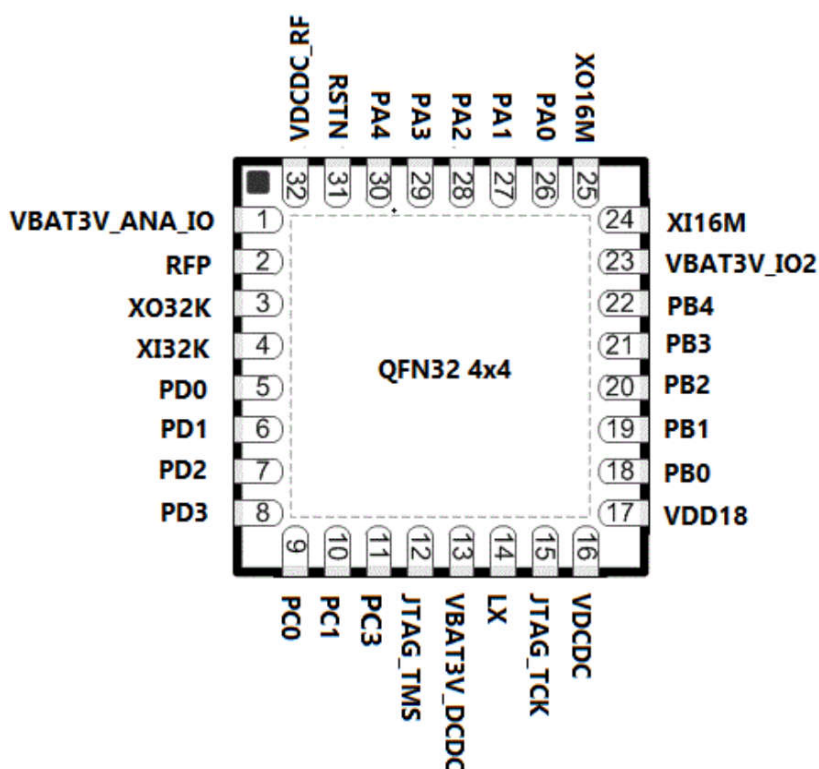 VDCDC_RF
RSTN
PA4
PA3
PA2
PA1
PA0
XO16M
32
31
30
29
28
27
26
25
VBAT3V_ANA_IO 1
24 XI16M
RFP 2
23 VBAT3V_IO2
XO32K 3
22 PB4
XI32K 4
21 PB3
QFN32 4x4
PD0 5
20 PB2
PD1 6
19 PB1
PD2 7
18 PB0
PD3 8
17 VDD18
9
10
11
12
13
14
15
16
PC0
PC1
PC3
JTAG_TMS
VBAT3V_DCDC
LX
JTAG_TCK
VDCDC